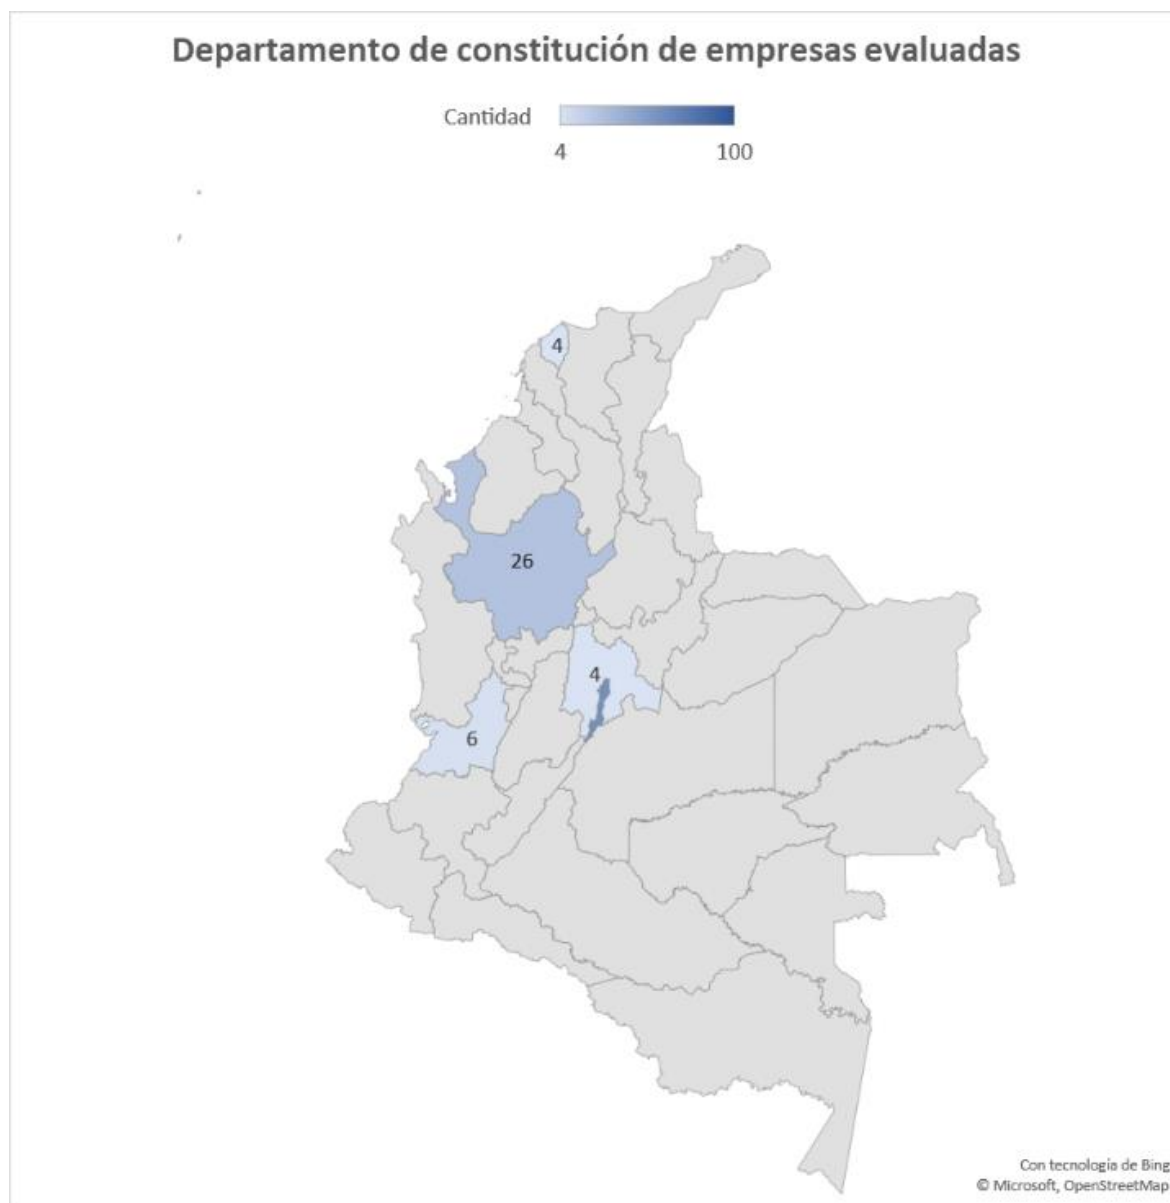 Departamento de constitución de empresas evaluadas
Cantidad
4 100
4
26
4
6
Con tecnología de Bing
© Microsoft, OpenStreetMap